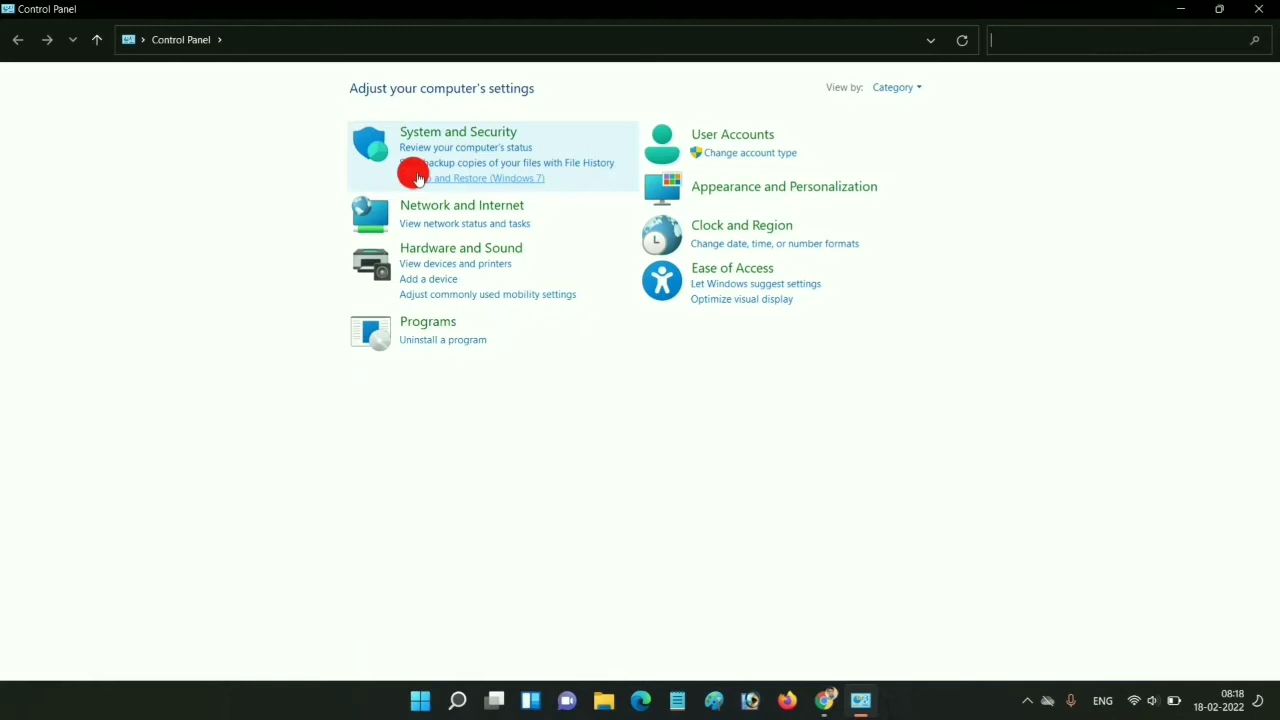 Control Panel
Control Panel
Adjust your computer's settings
View by: Category
System and Security
Review your computer's status
backup copies of your files with File History
and Restore (Windows 7)
Network and Internet
View network status and tasks
Hardware and Sound
View devices and printers
Add a device
Adjust commonly used mobility settings
Programs
Uninstall a program
User Accounts
Change account type
Appearance and Personalization
Clock and Region
Change date, time, or number formats
Ease of Access
Let Windows suggest settings
Optimize visual display
ENG
08:18
18-02-2022